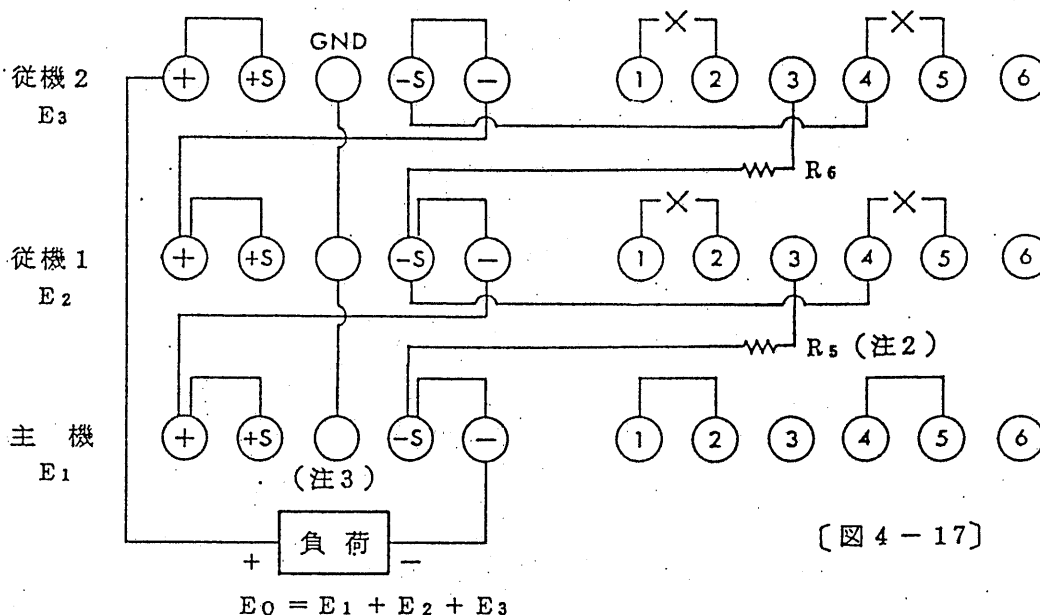 GND
従機2
E3
+ +S -S - 1 2 3 4 5 6
R6
従機1
E2
+ +S -S - 1 2 3 4 5 6
R5 (注2)
主 機
E1
+ +S -S - 1 2 3 4 5 6
(注3)
+ 負荷 -
〔図4-17〕
E0 = E1 + E2 + E3